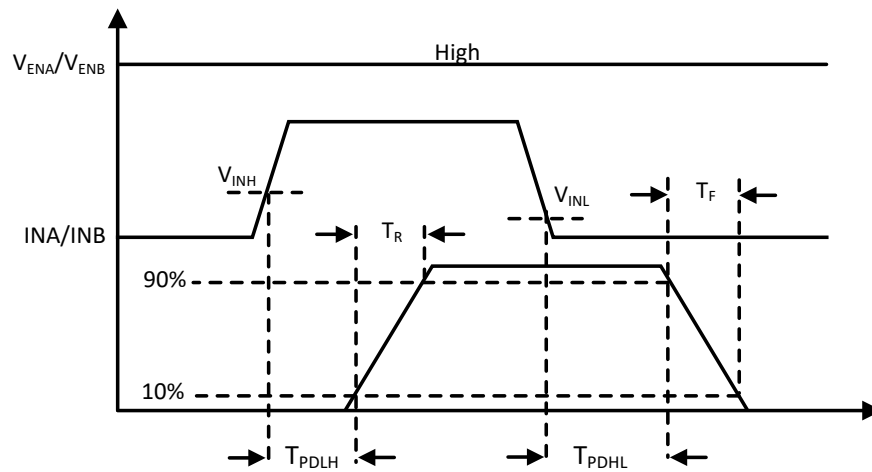 High
V_ENA/V_ENB
V_INH
V_INL
T_F
INA/INB
T_R
90%
10%
T_PDLH
T_PDHL